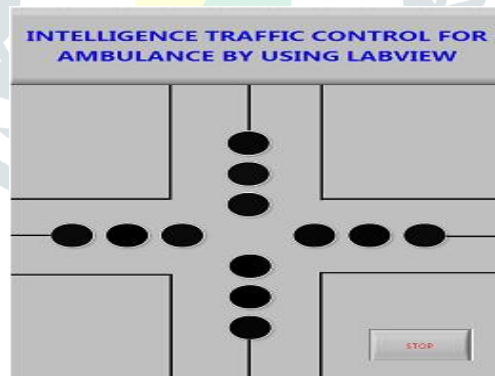 INTELLIGENCE TRAFFIC CONTROL FOR
AMBULANCE BY USING LABVIEW
STOP